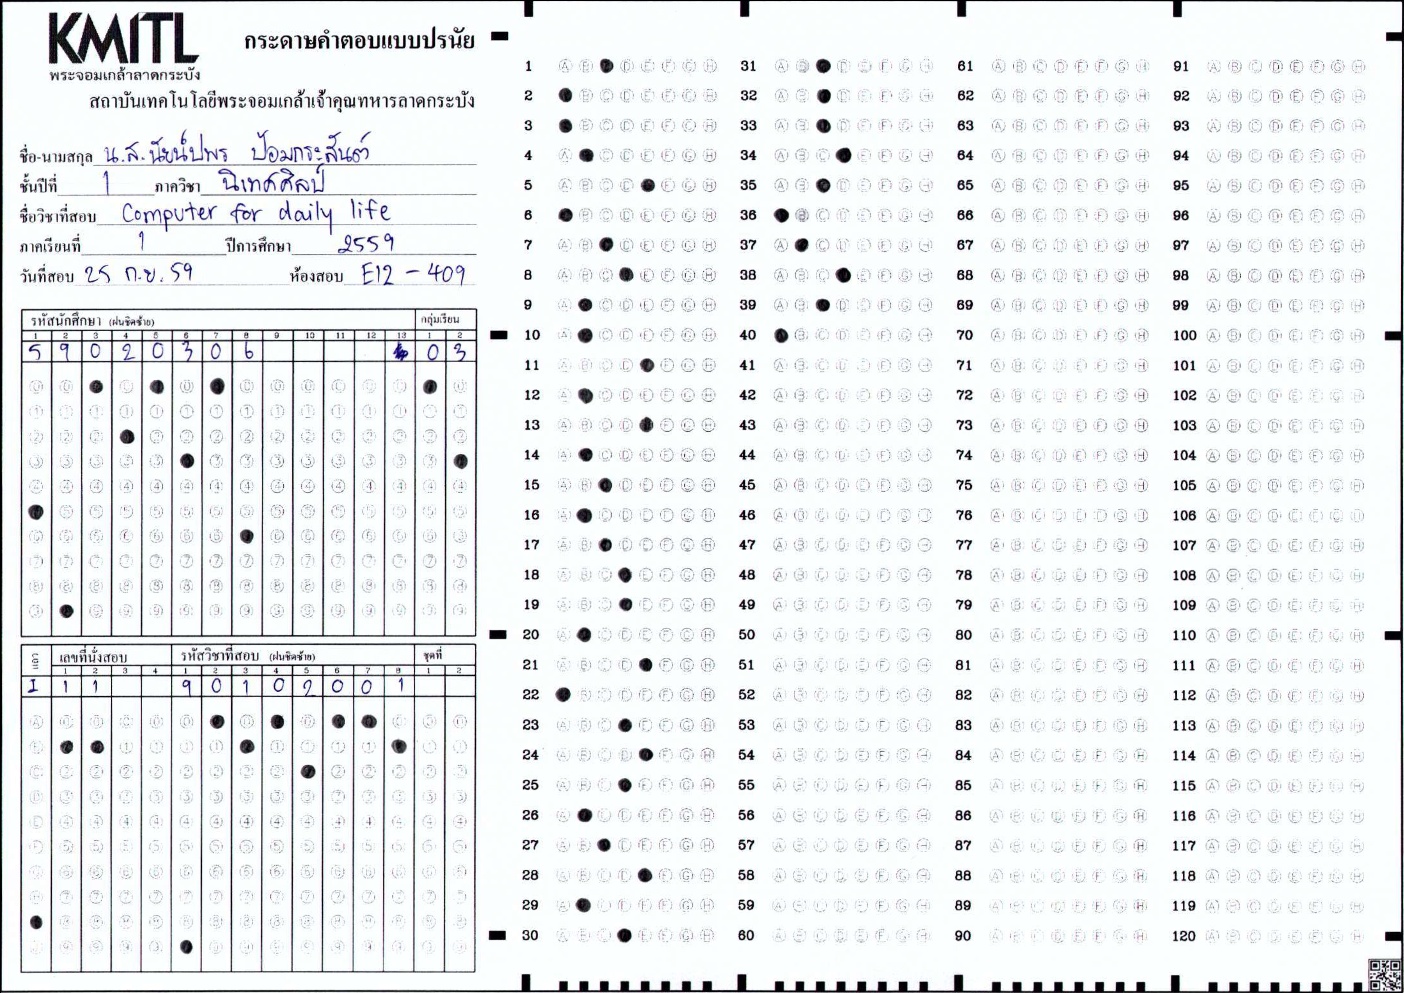 KMITL
พระจอมเกล้าลาดกระบัง
กระดาษคำตอบแบบปรนัย
สถาบันเทคโนโลยีพระจอมเกล้าเจ้าคุณทหารลาดกระบัง
ชื่อ-นามสกุล น.ส.นัยน์ปพร ป้อมกระสันต์
ชั้นปีที่ 1 ภาควิชา นิเทศศิลป์
ชื่อวิชาที่สอบ Computer for daily life
ภาคเรียนที่ 1 ปีการศึกษา 2559
วันที่สอบ 25 ก.ย. 59 ห้องสอบ E12 - 409
รหัสนักศึกษา (ฝนชิดซ้าย) กลุ่มเรียน
1 2 3 4 5 6 7 8 9 10 11 12 13 1 2
5 9 0 2 0 3 0 6 0 3
แถว เลขที่นั่งสอบ รหัสวิชาที่สอบ (ฝนชิดซ้าย) ชุดที่
1 2 3 4 1 2 3 4 5 6 7 8 1 2
I 1 1 9 0 1 0 2 0 0 1
1 31 61 91
2 32 62 92
3 33 63 93
4 34 64 94
5 35 65 95
6 36 66 96
7 37 67 97
8 38 68 98
9 39 69 99
10 40 70 100
11 41 71 101
12 42 72 102
13 43 73 103
14 44 74 104
15 45 75 105
16 46 76 106
17 47 77 107
18 48 78 108
19 49 79 109
20 50 80 110
21 51 81 111
22 52 82 112
23 53 83 113
24 54 84 114
25 55 85 115
26 56 86 116
27 57 87 117
28 58 88 118
29 59 89 119
30 60 90 120